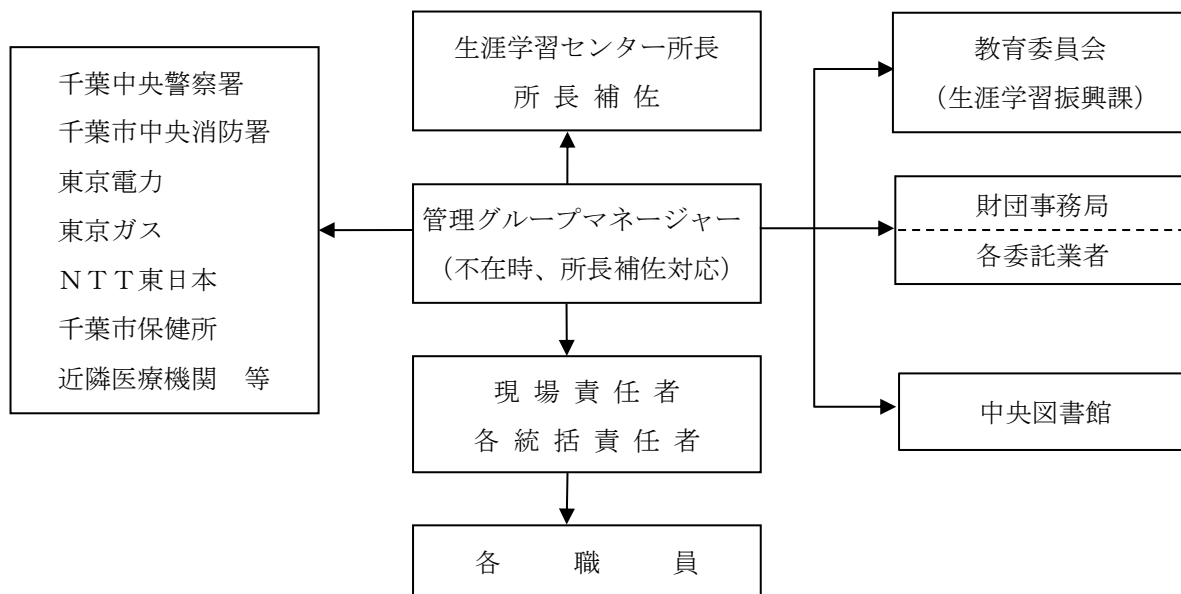 千葉中央警察署
千葉市中央消防署
東京電力
東京ガス
ＮＴＴ東日本
千葉市保健所
近隣医療機関　等
生涯学習センター所長
所 長 補 佐
管理グループマネージャー
（不在時、所長補佐対応）
現 場 責 任 者
各 統 括 責 任 者
各　　職　　員
教育委員会
（生涯学習振興課）
財団事務局
各委託業者
中央図書館